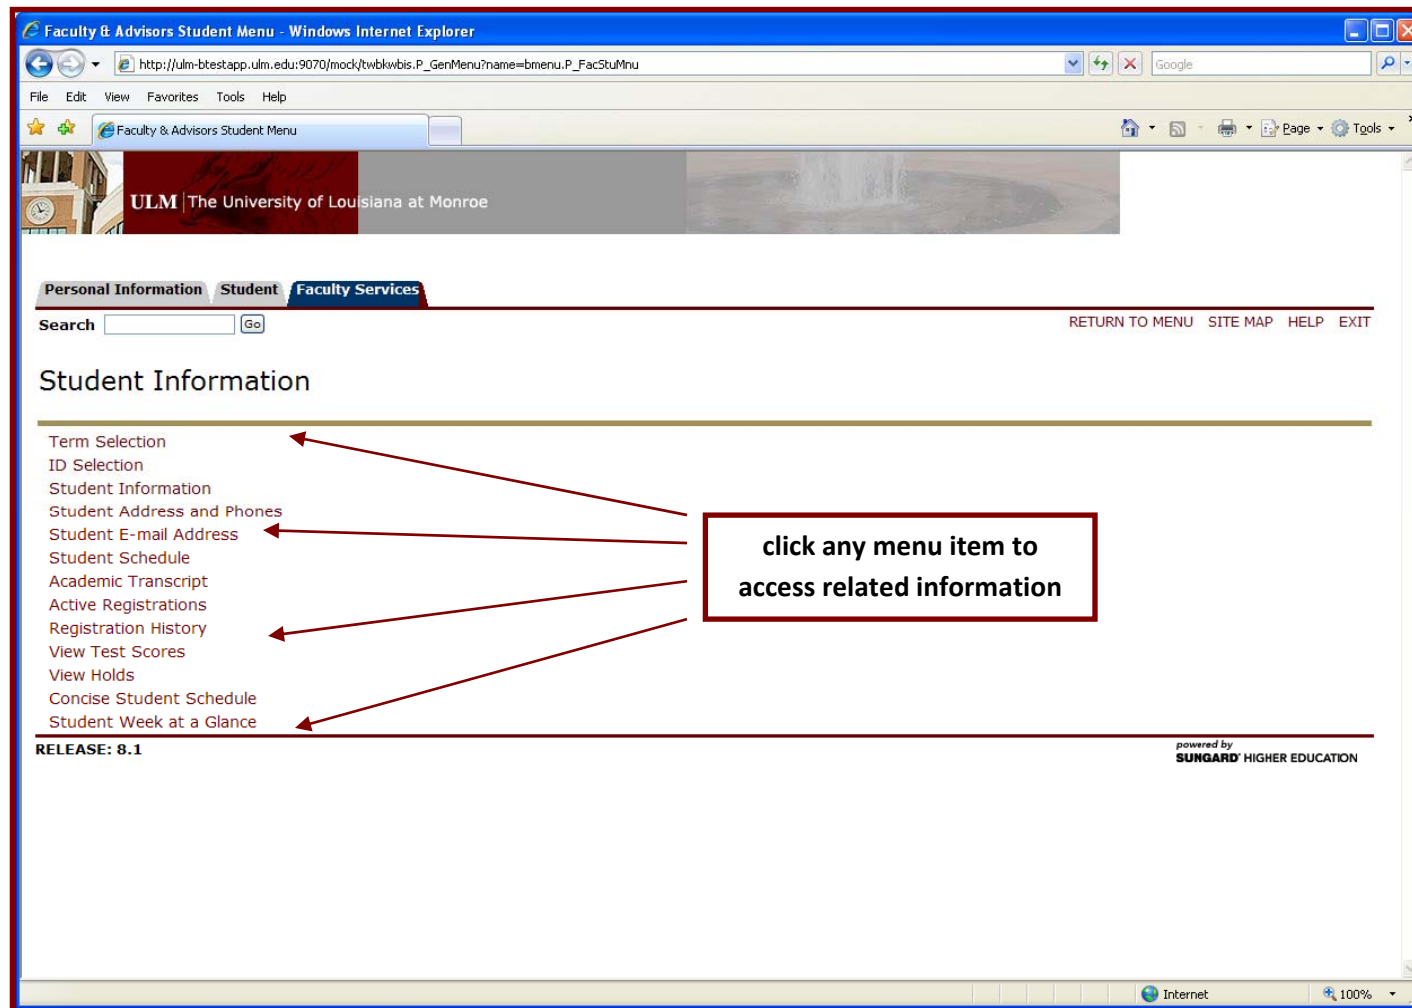 Faculty & Advisors Student Menu - Windows Internet Explorer
http://ulm-btestapp.ulm.edu:9070/mock/twbkwbis.P_GenMenu?name=bmenu.P_FacStuMnu
Google
File Edit View Favorites Tools Help
Faculty & Advisors Student Menu
Page Tools
ULM The University of Louisiana at Monroe
Personal Information Student Faculty Services
Search Go
RETURN TO MENU SITE MAP HELP EXIT
Student Information
Term Selection
ID Selection
Student Information
Student Address and Phones
Student E-mail Address
Student Schedule
Academic Transcript
Active Registrations
Registration History
View Test Scores
View Holds
Concise Student Schedule
Student Week at a Glance
click any menu item to
access related information
RELEASE: 8.1
powered by
SUNGARD HIGHER EDUCATION
Internet 100%